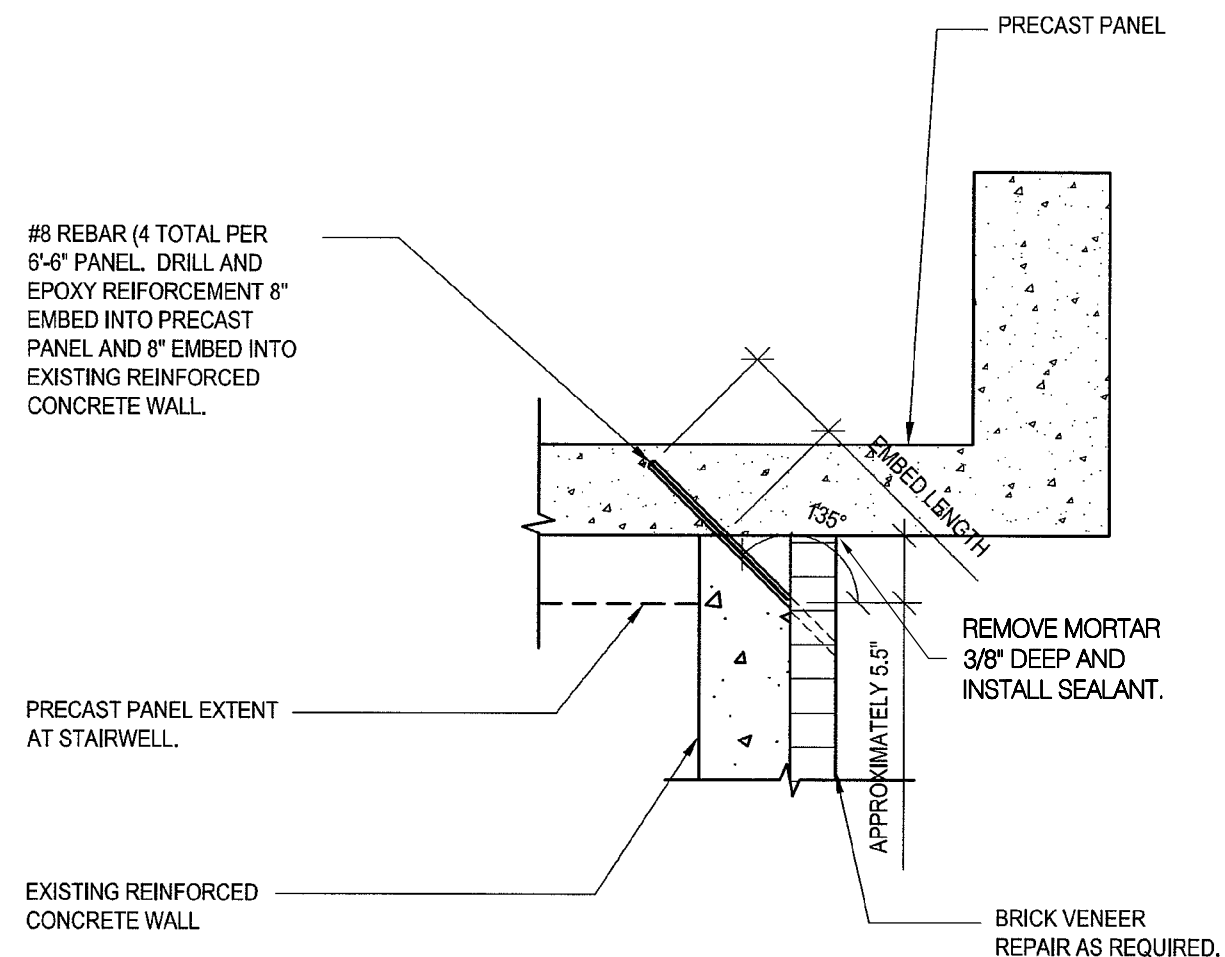 PRECAST PANEL
#8 REBAR (4 TOTAL PER
6'-6" PANEL. DRILL AND
EPOXY REIFORCEMENT 8"
EMBED INTO PRECAST
PANEL AND 8" EMBED INTO
EXISTING REINFORCED
CONCRETE WALL.
EMBED LENGTH
135°
REMOVE MORTAR
3/8" DEEP AND
INSTALL SEALANT.
APPROXIMATELY 5.5"
PRECAST PANEL EXTENT
AT STAIRWELL.
EXISTING REINFORCED
CONCRETE WALL
BRICK VENEER
REPAIR AS REQUIRED.